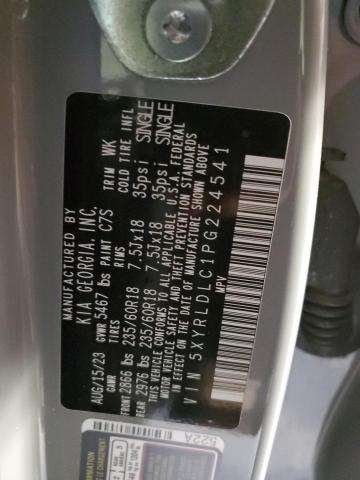 MANUFACTURED BY
KIA GEORGIA, INC.
AUG/15/23 GVWR 5467 lbs PAINT C7S TRIM WK
GAWR TIRES RIMS COLD TIRE INFL
FRONT 2866 lbs 235/60R18 7.5Jx18 35psi SINGLE
REAR 2976 lbs 235/60R18 7.5Jx18 35psi SINGLE
THIS VEHICLE CONFORMS TO ALL APPLICABLE U.S.A. FEDERAL
MOTOR VEHICLE SAFETY, BUMPER, AND THEFT PREVENTION STANDARDS
IN EFFECT ON THE DATE OF MANUFACTURE SHOWN ABOVE
VIN 5XYRLDLC1PG224541
MPV
522A